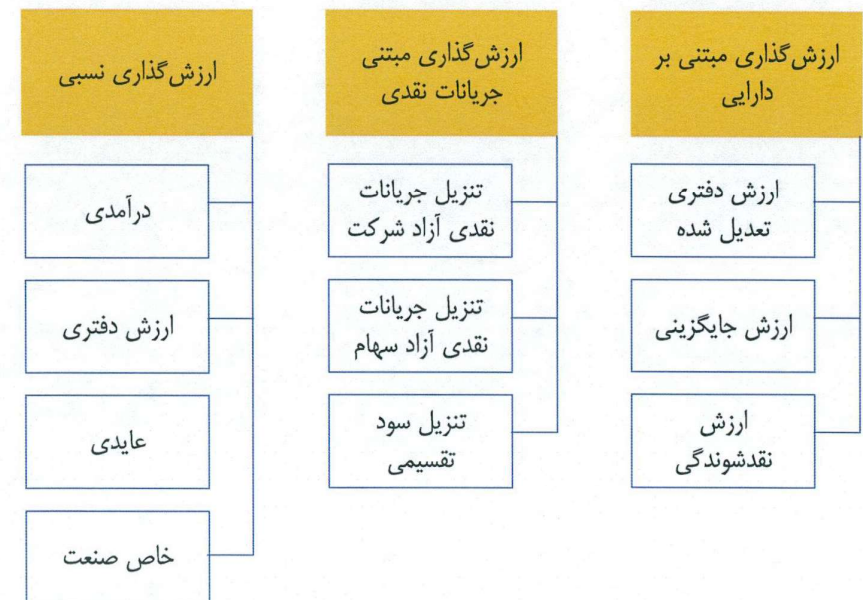 ارزش‌گذاری مبتنی بر
دارایی
ارزش دفتری
تعدیل شده
ارزش جایگزینی
ارزش
نقدشوندگی
ارزش‌گذاری مبتنی
جریانات نقدی
تنزیل جریانات
نقدی آزاد شرکت
تنزیل جریانات
نقدی آزاد سهام
تنزیل سود
تقسیمی
ارزش‌گذاری نسبی
درآمدی
ارزش دفتری
عایدی
خاص صنعت